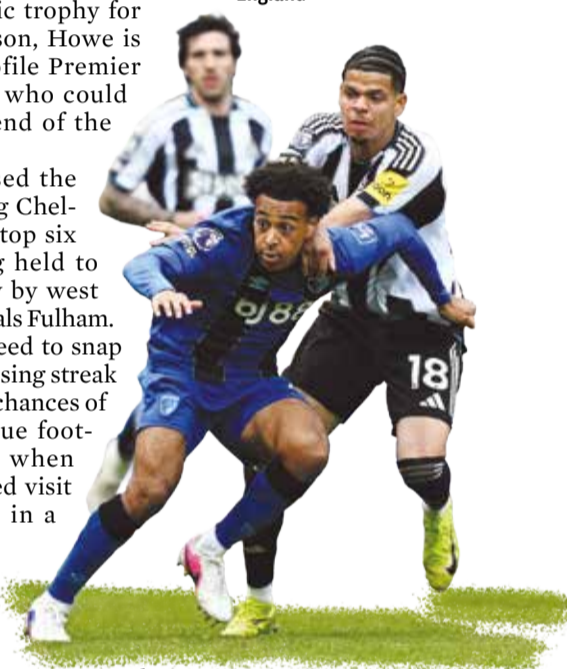 England
ic trophy for
son, Howe is
ofile Premier
who could
end of the
sed the
g Chel-
top six
g held to
by west
als Fulham.
eed to snap
sing streak
chances of
ue foot-
when
ed visit
in a
bj88
18